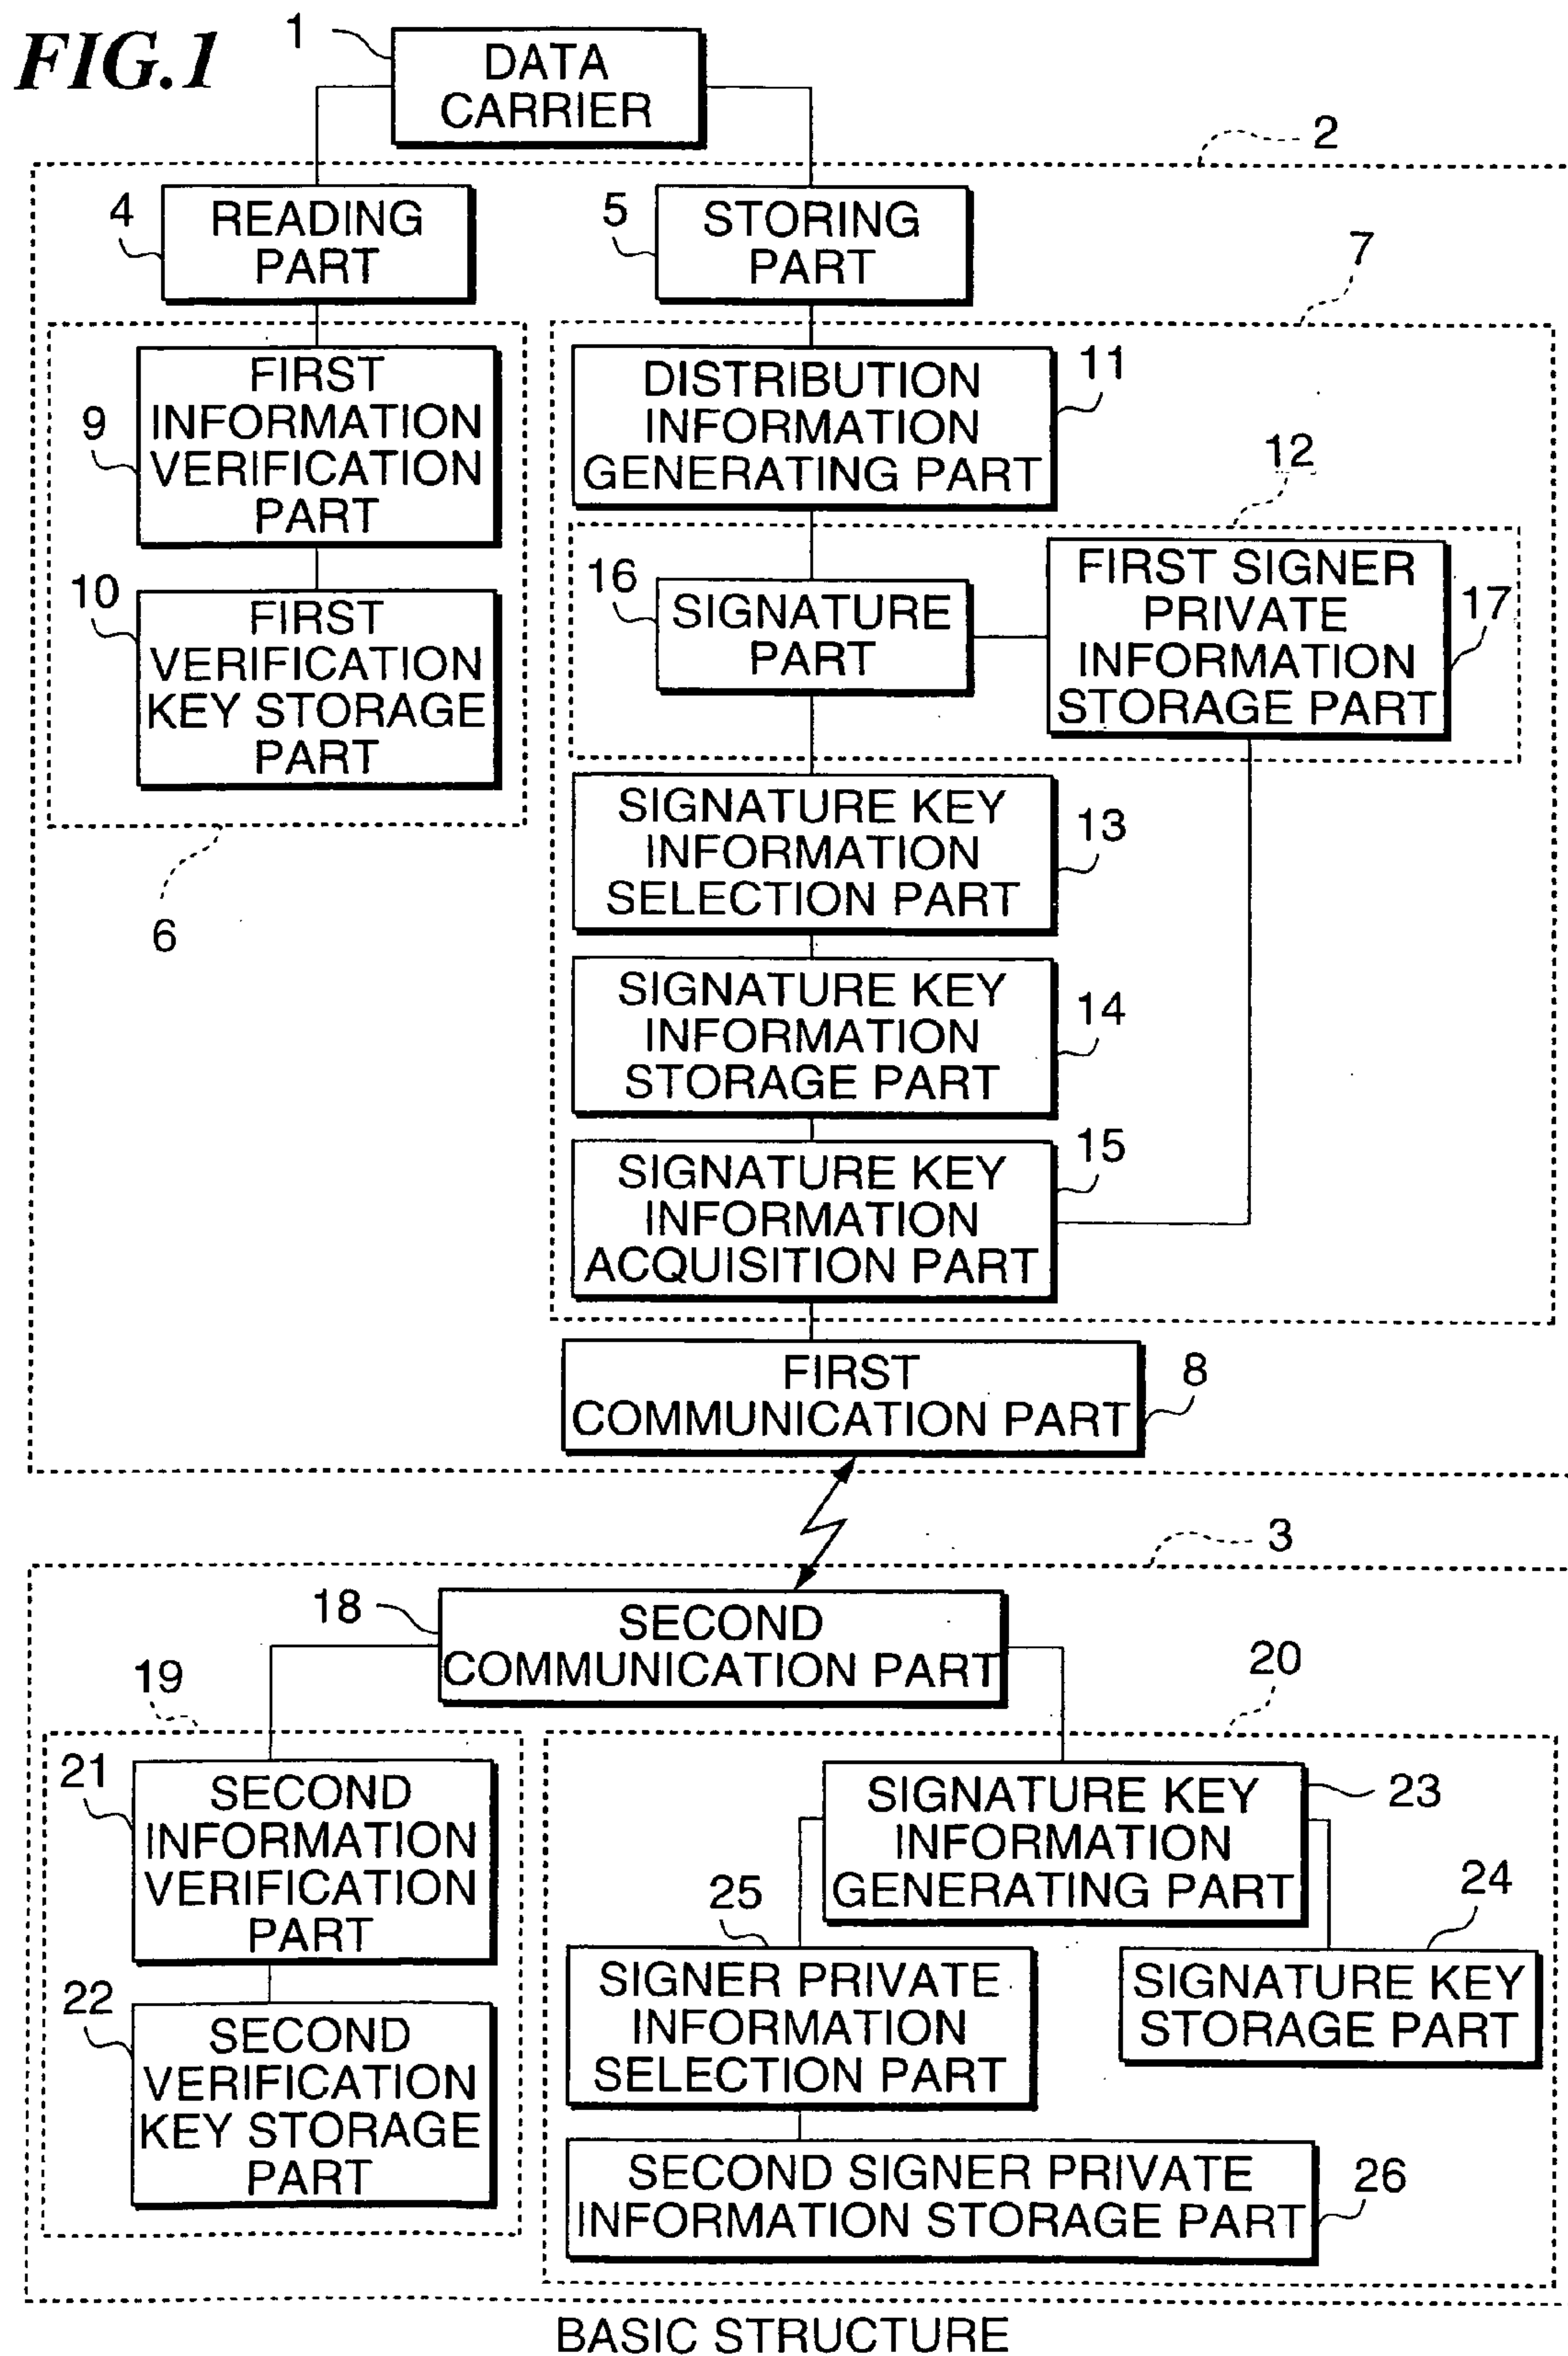 FIG.1
1
DATA
CARRIER
2
4
READING
PART
5
STORING
PART
7
9
FIRST
INFORMATION
VERIFICATION
PART
DISTRIBUTION
INFORMATION
GENERATING PART
11
12
10
FIRST
VERIFICATION
KEY STORAGE
PART
16
SIGNATURE
PART
FIRST SIGNER
PRIVATE
INFORMATION
STORAGE PART
17
6
SIGNATURE KEY
INFORMATION
SELECTION PART
13
SIGNATURE KEY
INFORMATION
STORAGE PART
14
SIGNATURE KEY
INFORMATION
ACQUISITION PART
15
FIRST
COMMUNICATION PART
8
3
18
SECOND
COMMUNICATION PART
19
20
21
SECOND
INFORMATION
VERIFICATION
PART
SIGNATURE KEY
INFORMATION
GENERATING PART
23
25
24
22
SECOND
VERIFICATION
KEY STORAGE
PART
SIGNER PRIVATE
INFORMATION
SELECTION PART
SIGNATURE KEY
STORAGE PART
SECOND SIGNER PRIVATE
INFORMATION STORAGE PART
26
BASIC STRUCTURE